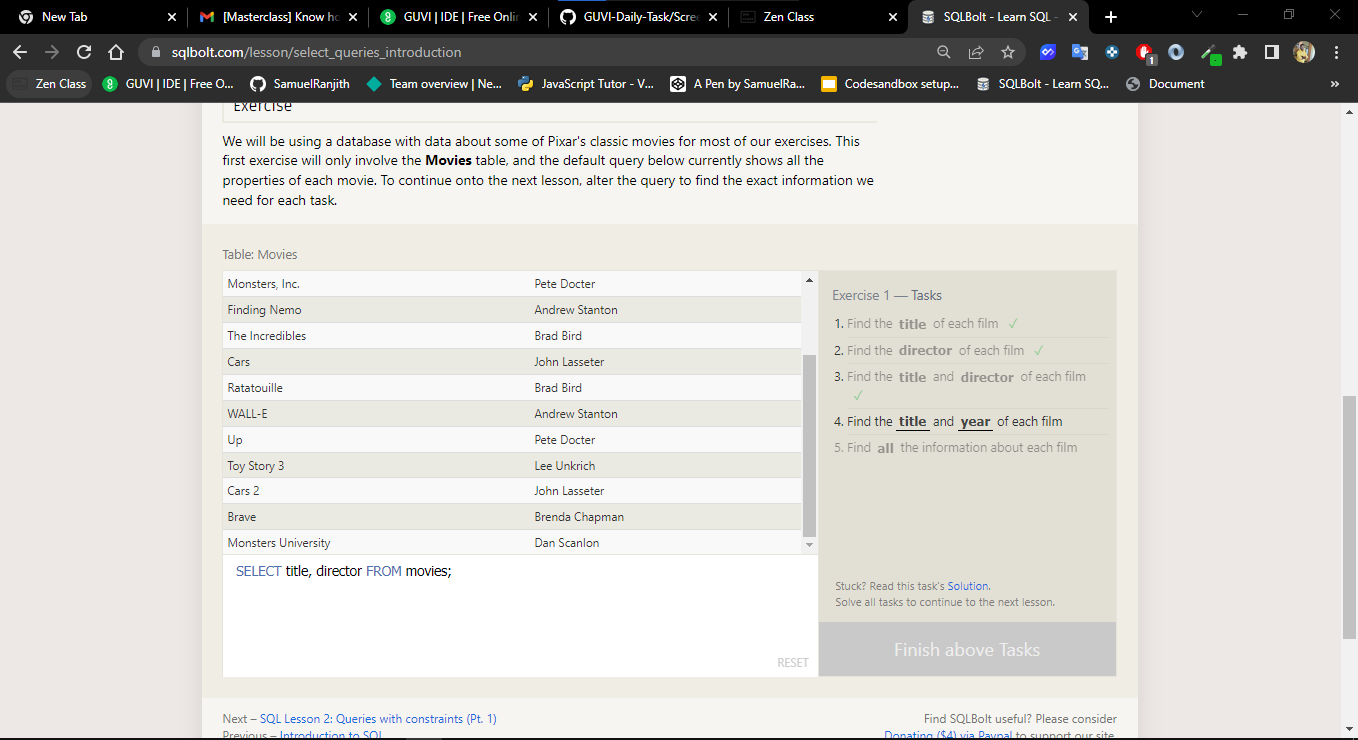 New Tab
[Masterclass] Know ho
GUVI | IDE | Free Onlin
GUVI-Daily-Task/Scree
Zen Class
SQLBolt - Learn SQL -
sqlbolt.com/lesson/select_queries_introduction
1
Zen Class
GUVI | IDE | Free O...
SamuelRanjith
Team overview | Ne...
JavaScript Tutor - V...
A Pen by SamuelRa...
Codesandbox setup...
SQLBolt - Learn SQ...
Document
»
Exercise
We will be using a database with data about some of Pixar's classic movies for most of our exercises. This
first exercise will only involve the Movies table, and the default query below currently shows all the
properties of each movie. To continue onto the next lesson, alter the query to find the exact information we
need for each task.
Table: Movies
Monsters, Inc. Pete Docter
Finding Nemo Andrew Stanton
The Incredibles Brad Bird
Cars John Lasseter
Ratatouille Brad Bird
WALL-E Andrew Stanton
Up Pete Docter
Toy Story 3 Lee Unkrich
Cars 2 John Lasseter
Brave Brenda Chapman
Monsters University Dan Scanlon
SELECT title, director FROM movies;
RESET
Exercise 1 — Tasks
1. Find the title of each film ✓
2. Find the director of each film ✓
3. Find the title and director of each film
✓
4. Find the title and year of each film
5. Find all the information about each film
Stuck? Read this task's Solution.
Solve all tasks to continue to the next lesson.
Finish above Tasks
Next – SQL Lesson 2: Queries with constraints (Pt. 1)
Previous – Introduction to SQL
Find SQLBolt useful? Please consider
Donating ($4) via Paypal to support our site.